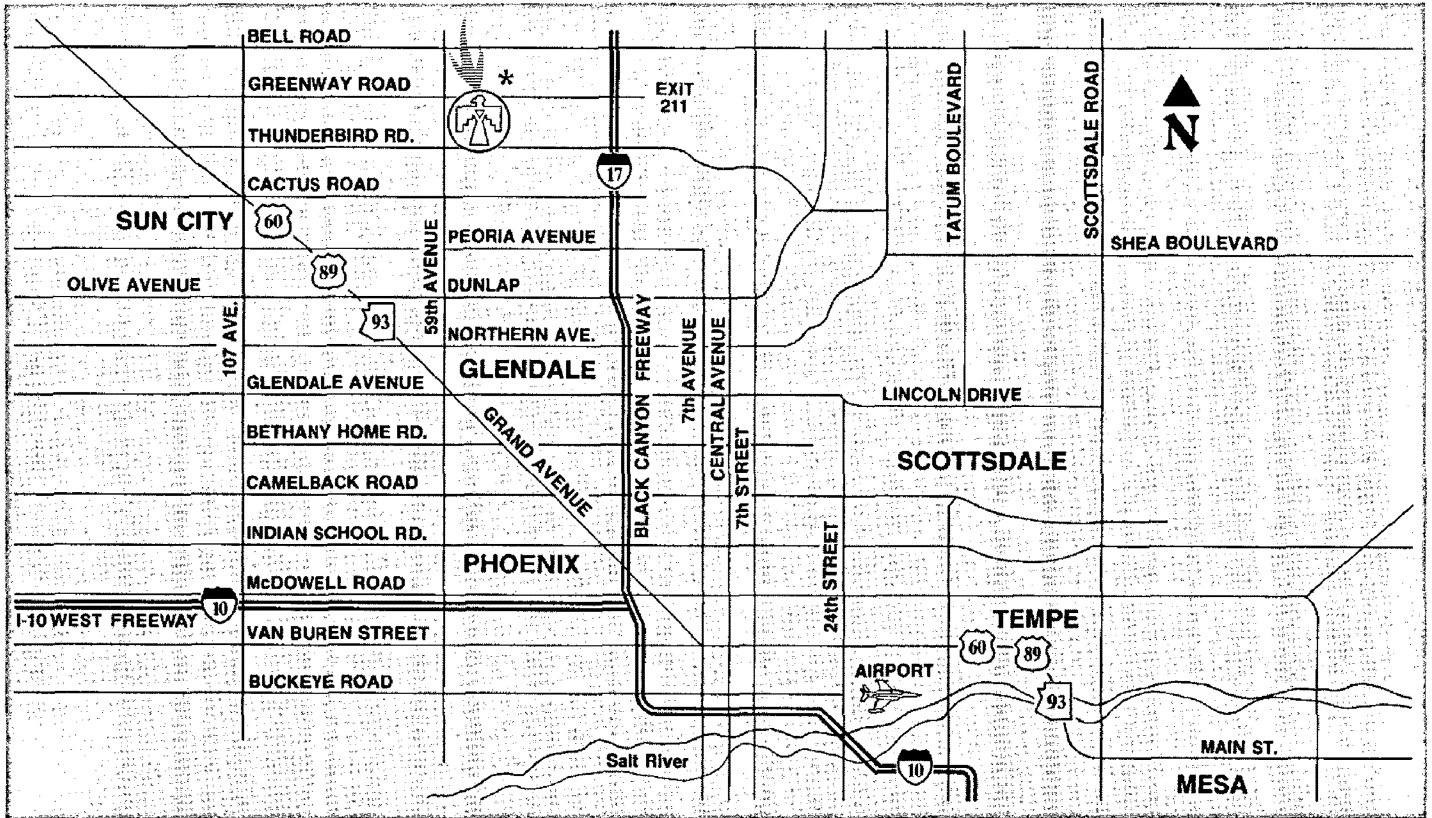 BELL ROAD
GREENWAY ROAD
*
EXIT
211
THUNDERBIRD RD.
17
CACTUS ROAD
SUN CITY
60
PEORIA AVENUE
SHEA BOULEVARD
89
OLIVE AVENUE
DUNLAP
93
NORTHERN AVE.
107 AVE.
59th AVENUE
BLACK CANYON FREEWAY
7th AVENUE
CENTRAL AVENUE
7th STREET
24th STREET
TATUM BOULEVARD
SCOTTSDALE ROAD
N
GLENDALE
GLENDALE AVENUE
LINCOLN DRIVE
GRAND AVENUE
BETHANY HOME RD.
SCOTTSDALE
CAMELBACK ROAD
INDIAN SCHOOL RD.
PHOENIX
McDOWELL ROAD
10
I-10 WEST FREEWAY
TEMPE
VAN BUREN STREET
60
89
AIRPORT
BUCKEYE ROAD
93
MAIN ST.
Salt River
10
MESA